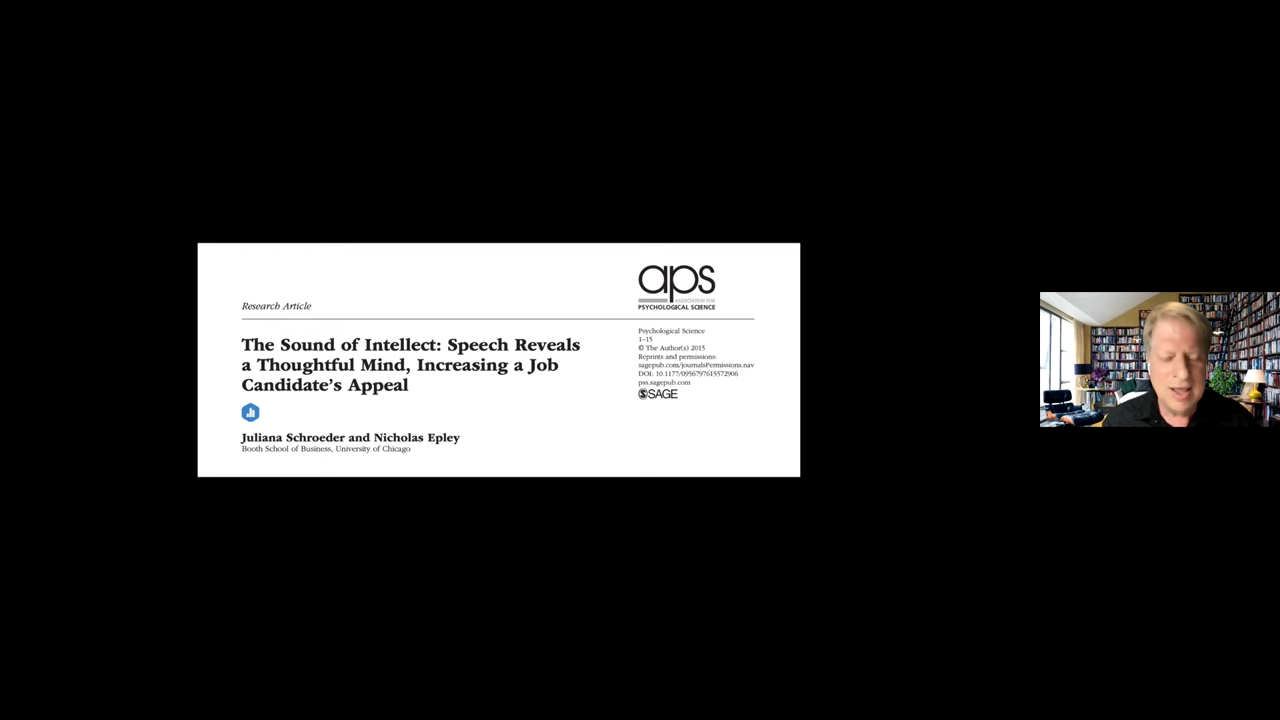 Research Article
The Sound of Intellect: Speech Reveals
a Thoughtful Mind, Increasing a Job
Candidate's Appeal
Juliana Schroeder and Nicholas Epley
Booth School of Business, University of Chicago
aps
ASSOCIATION FOR
PSYCHOLOGICAL SCIENCE
Psychological Science
1–15
© The Author(s) 2015
Reprints and permissions:
sagepub.com/journalsPermissions.nav
DOI: 10.1177/0956797615572906
pss.sagepub.com
SAGE